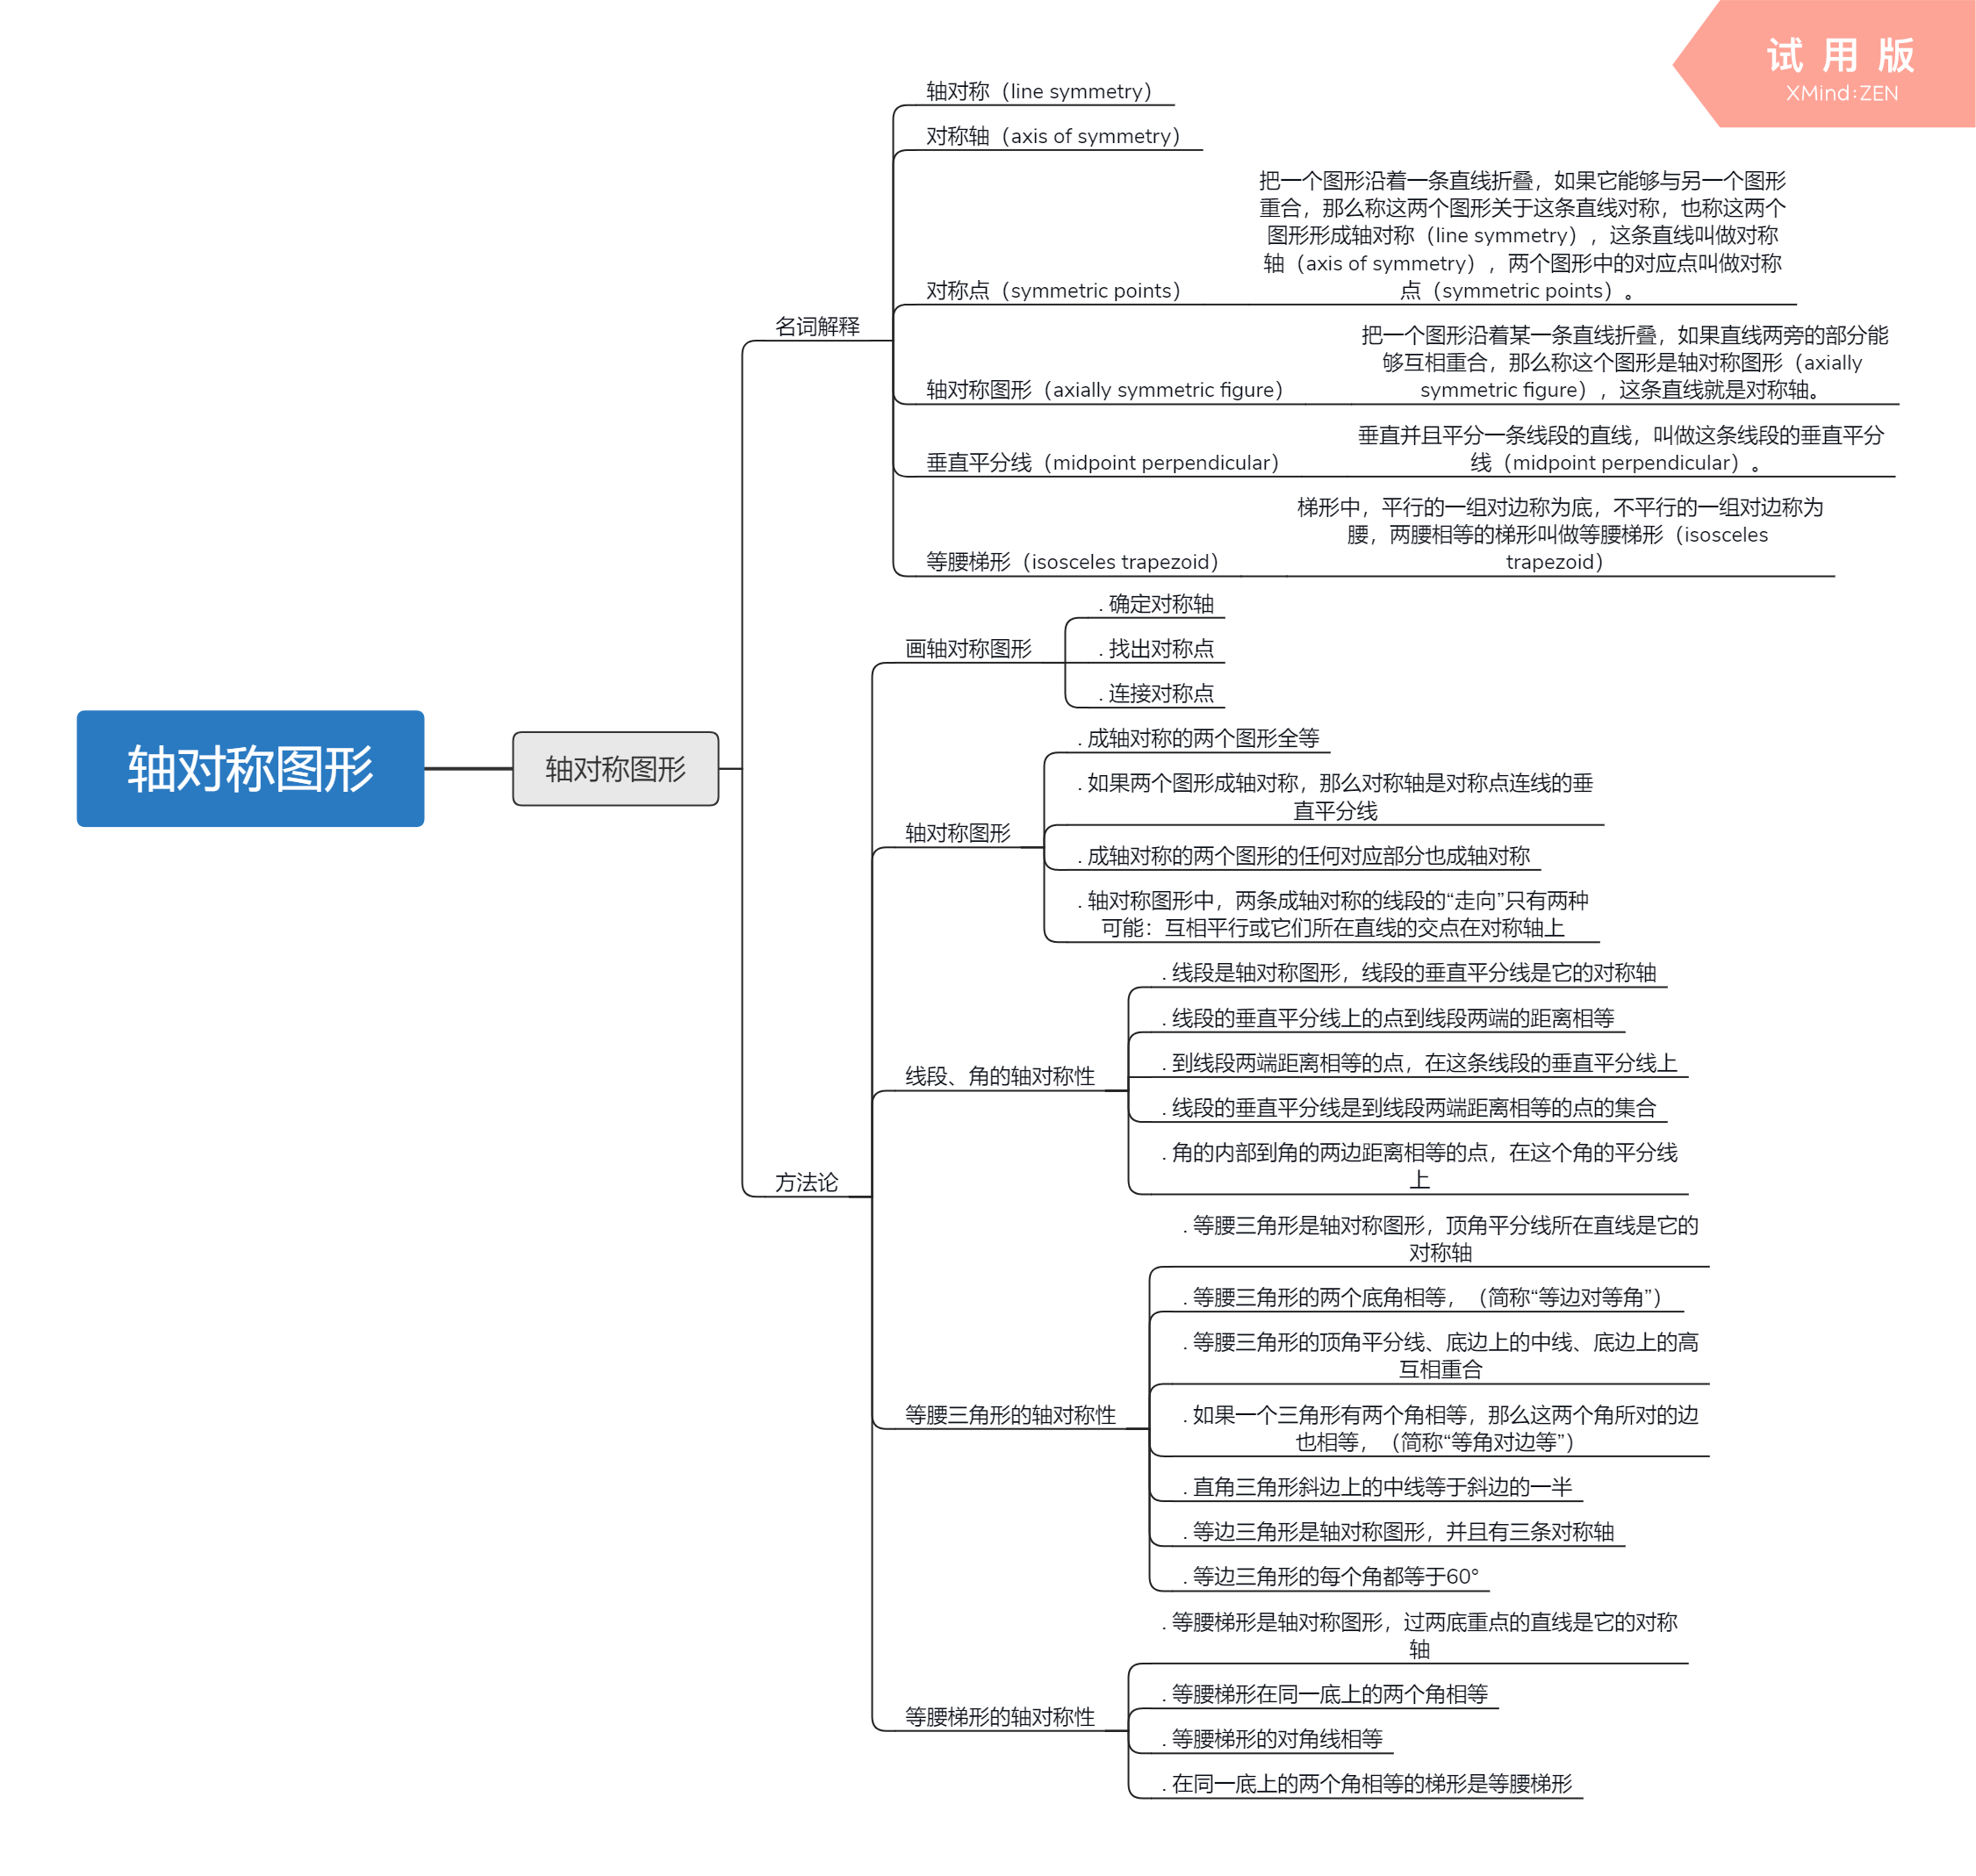 试 用 版
XMind:ZEN
轴对称图形
轴对称图形
名词解释
轴对称（line symmetry）
对称轴（axis of symmetry）
对称点（symmetric points）
把一个图形沿着一条直线折叠，如果它能够与另一个图形
重合，那么称这两个图形关于这条直线对称，也称这两个
图形形成轴对称（line symmetry），这条直线叫做对称
轴（axis of symmetry），两个图形中的对应点叫做对称
点（symmetric points）。
轴对称图形（axially symmetric figure）
把一个图形沿着某一条直线折叠，如果直线两旁的部分能
够互相重合，那么称这个图形是轴对称图形（axially
symmetric figure），这条直线就是对称轴。
垂直平分线（midpoint perpendicular）
垂直并且平分一条线段的直线，叫做这条线段的垂直平分
线（midpoint perpendicular）。
等腰梯形（isosceles trapezoid）
梯形中，平行的一组对边称为底，不平行的一组对边称为
腰，两腰相等的梯形叫做等腰梯形（isosceles
trapezoid）
方法论
画轴对称图形
. 确定对称轴
. 找出对称点
. 连接对称点
轴对称图形
. 成轴对称的两个图形全等
. 如果两个图形成轴对称，那么对称轴是对称点连线的垂
直平分线
. 成轴对称的两个图形的任何对应部分也成轴对称
. 轴对称图形中，两条成轴对称的线段的“走向”只有两种
可能：互相平行或它们所在直线的交点在对称轴上
线段、角的轴对称性
. 线段是轴对称图形，线段的垂直平分线是它的对称轴
. 线段的垂直平分线上的点到线段两端的距离相等
. 到线段两端距离相等的点，在这条线段的垂直平分线上
. 线段的垂直平分线是到线段两端距离相等的点的集合
. 角的内部到角的两边距离相等的点，在这个角的平分线
上
等腰三角形的轴对称性
. 等腰三角形是轴对称图形，顶角平分线所在直线是它的
对称轴
. 等腰三角形的两个底角相等，（简称“等边对等角”）
. 等腰三角形的顶角平分线、底边上的中线、底边上的高
互相重合
. 如果一个三角形有两个角相等，那么这两个角所对的边
也相等，（简称“等角对边等”）
. 直角三角形斜边上的中线等于斜边的一半
. 等边三角形是轴对称图形，并且有三条对称轴
. 等边三角形的每个角都等于60°
等腰梯形的轴对称性
. 等腰梯形是轴对称图形，过两底重点的直线是它的对称
轴
. 等腰梯形在同一底上的两个角相等
. 等腰梯形的对角线相等
. 在同一底上的两个角相等的梯形是等腰梯形